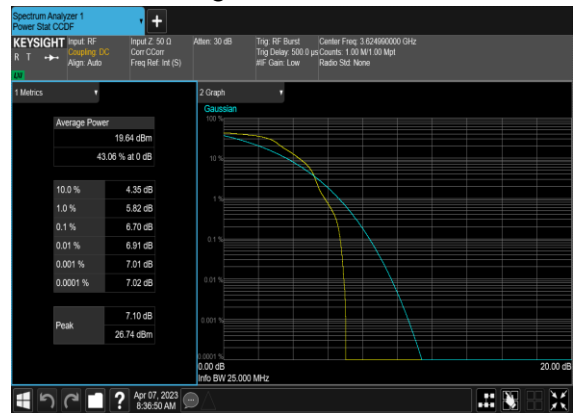 Spectrum Analyzer 1
Power Stat CCDF
+
KEYSIGHT Input: RF Input Z: 50 Ω Atten: 30 dB Trig: RF Burst Center Freq: 3.624990000 GHz
R T Coupling: DC Corr CCorr Trig Delay: 500.0 µs Counts: 1.00 M/1.00 Mpt
Align: Auto Freq Ref: Int (S) #IF Gain: Low Radio Std: None
1 Metrics
2 Graph
Average Power
19.64 dBm
43.06 % at 0 dB
10.0 % 4.35 dB
1.0 % 5.82 dB
0.1 % 6.70 dB
0.01 % 6.91 dB
0.001 % 7.01 dB
0.0001 % 7.02 dB
Peak 7.10 dB
26.74 dBm
Gaussian
100 %
10 %
1 %
0.1 %
0.01 %
0.001 %
0.0001 %
0.00 dB 20.00 dB
Info BW 25.000 MHz
? Apr 07, 2023
8:36:50 AM